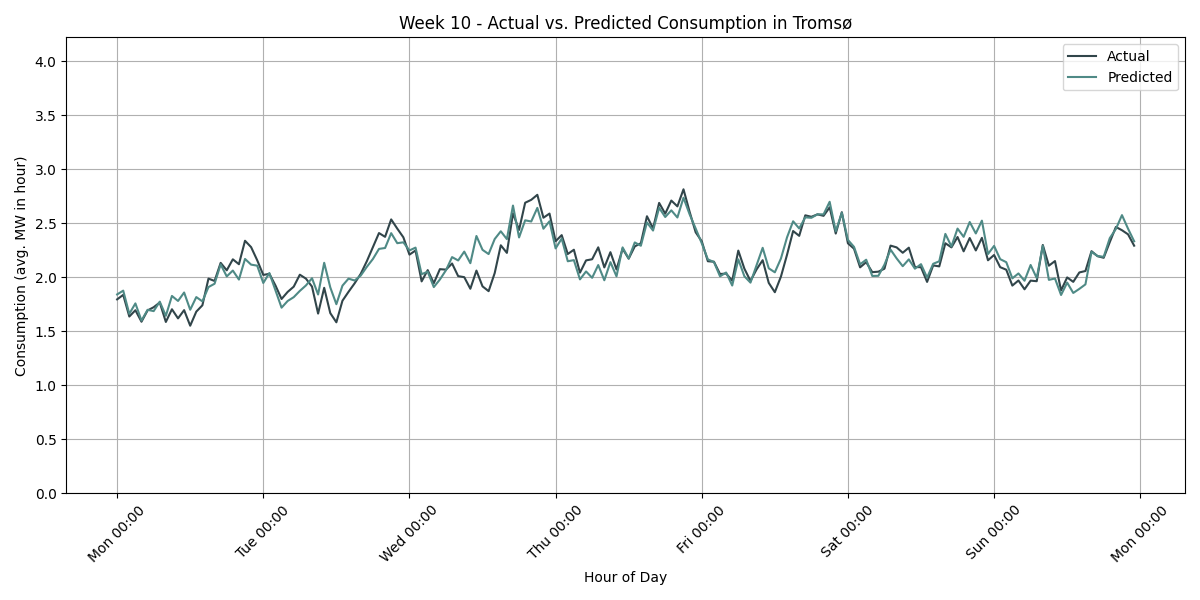 Week 10 - Actual vs. Predicted Consumption in Tromsø
Actual
Predicted
Consumption (avg. MW in hour)
4.0
3.5
3.0
2.5
2.0
1.5
1.0
0.5
0.0
Mon 00:00
Tue 00:00
Wed 00:00
Thu 00:00
Fri 00:00
Sat 00:00
Sun 00:00
Mon 00:00
Hour of Day